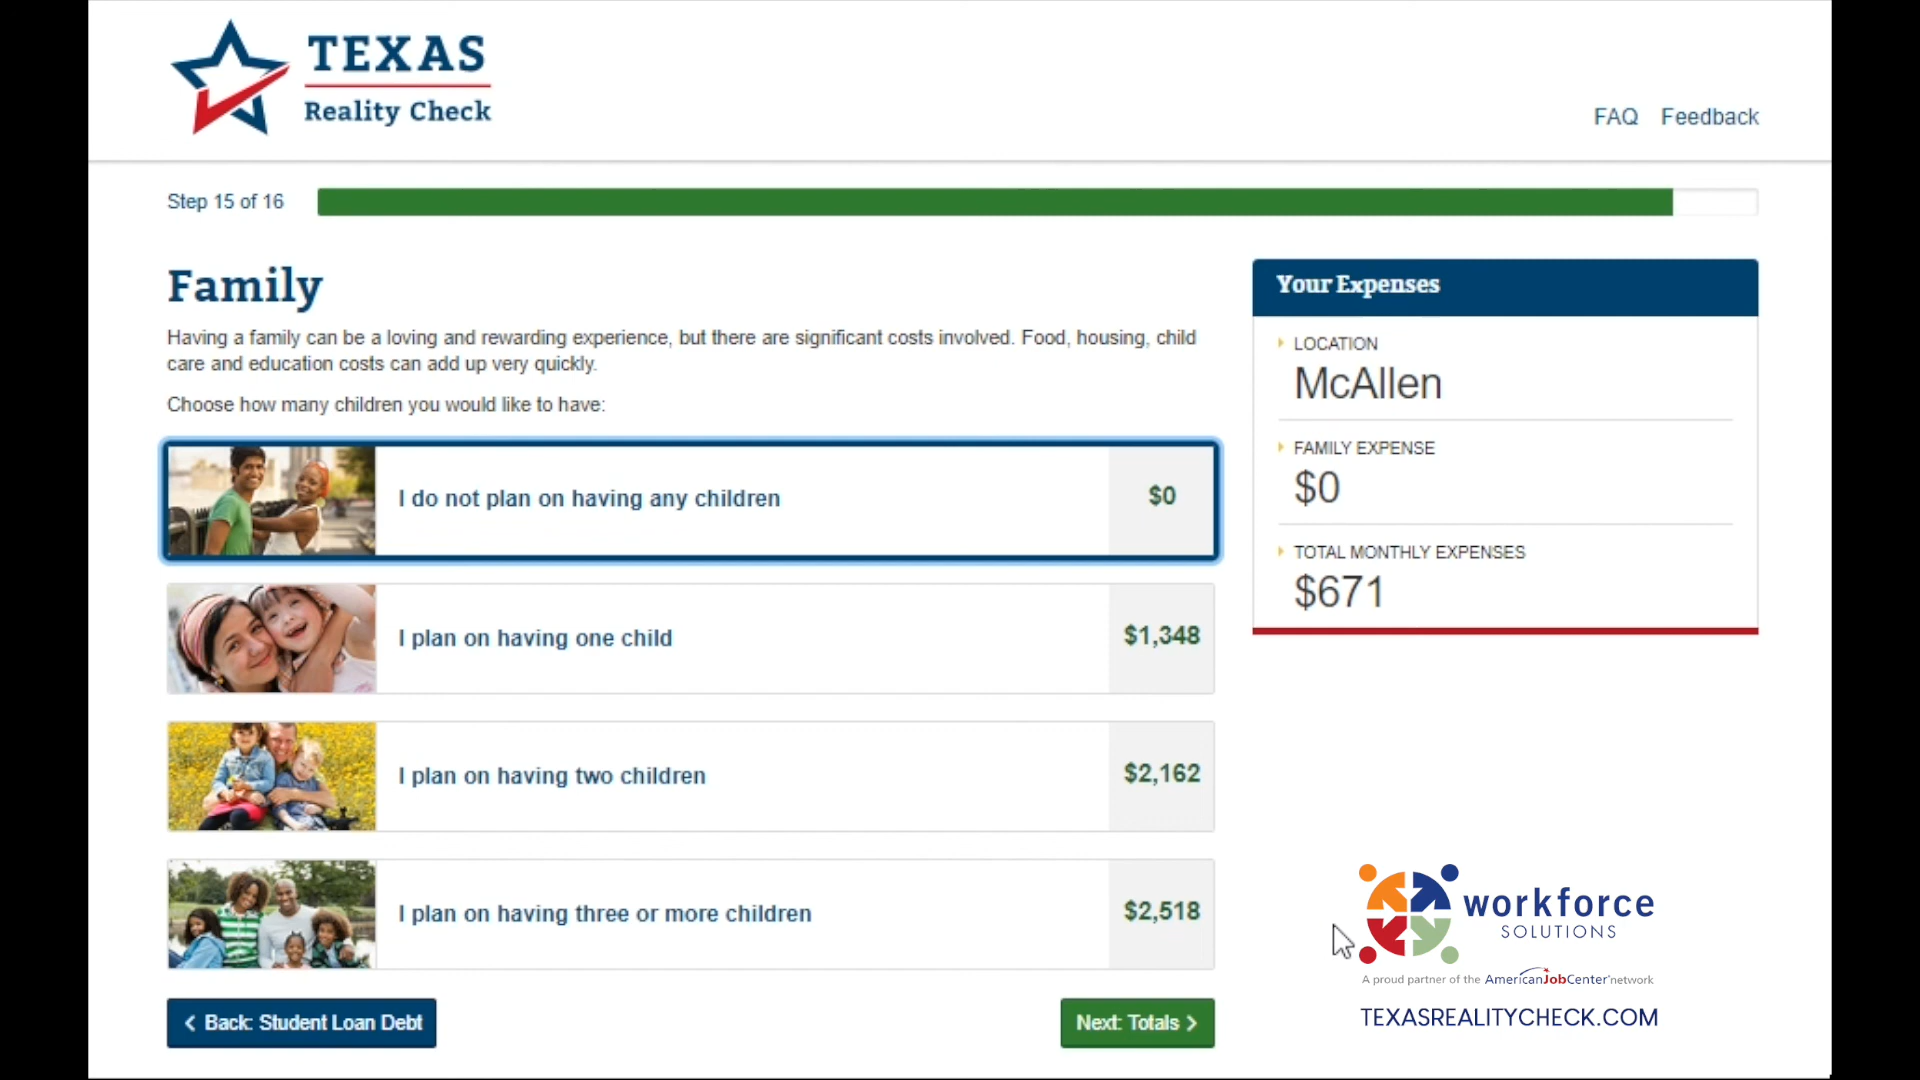 TEXAS
Reality Check
FAQ Feedback
Step 15 of 16
Family
Having a family can be a loving and rewarding experience, but there are significant costs involved. Food, housing, child
care and education costs can add up very quickly.
Choose how many children you would like to have:
I do not plan on having any children $0
I plan on having one child $1,348
I plan on having two children $2,162
I plan on having three or more children $2,518
< Back: Student Loan Debt
Next: Totals >
Your Expenses
LOCATION
McAllen
FAMILY EXPENSE
$0
TOTAL MONTHLY EXPENSES
$671
workforce
SOLUTIONS
A proud partner of the AmericanJobCenter network
TEXASREALITYCHECK.COM